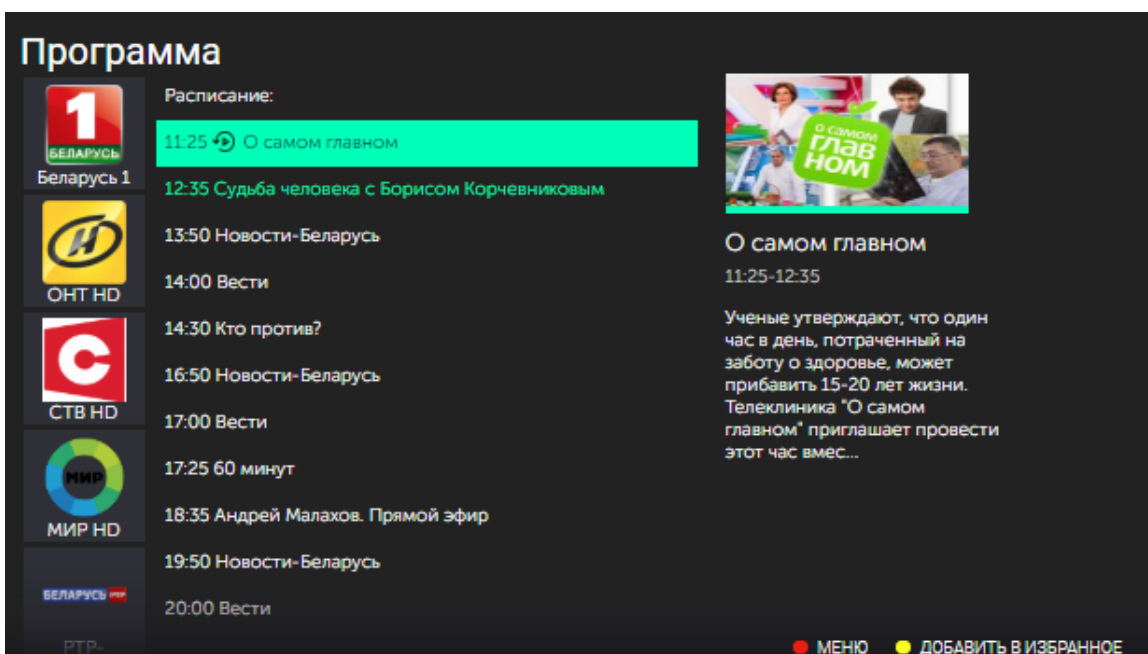 Программа
1
БЕЛАРУСЬ
Беларусь 1
Н
ОНТ HD
С
СТВ HD
МИР
МИР HD
БЕЛАРУСЬ РТР
РТР-
Расписание:
11:25 О самом главном
12:35 Судьба человека с Борисом Корчевниковым
13:50 Новости-Беларусь
14:00 Вести
14:30 Кто против?
16:50 Новости-Беларусь
17:00 Вести
17:25 60 минут
18:35 Андрей Малахов. Прямой эфир
19:50 Новости-Беларусь
20:00 Вести
О САМОМ
ГЛАВ
НОМ
О самом главном
11:25-12:35
Ученые утверждают, что один
час в день, потраченный на
заботу о здоровье, может
прибавить 15-20 лет жизни.
Телеклиника "О самом
главном" приглашает провести
этот час вмес...
МЕНЮ
ДОБАВИТЬ В ИЗБРАННОЕ